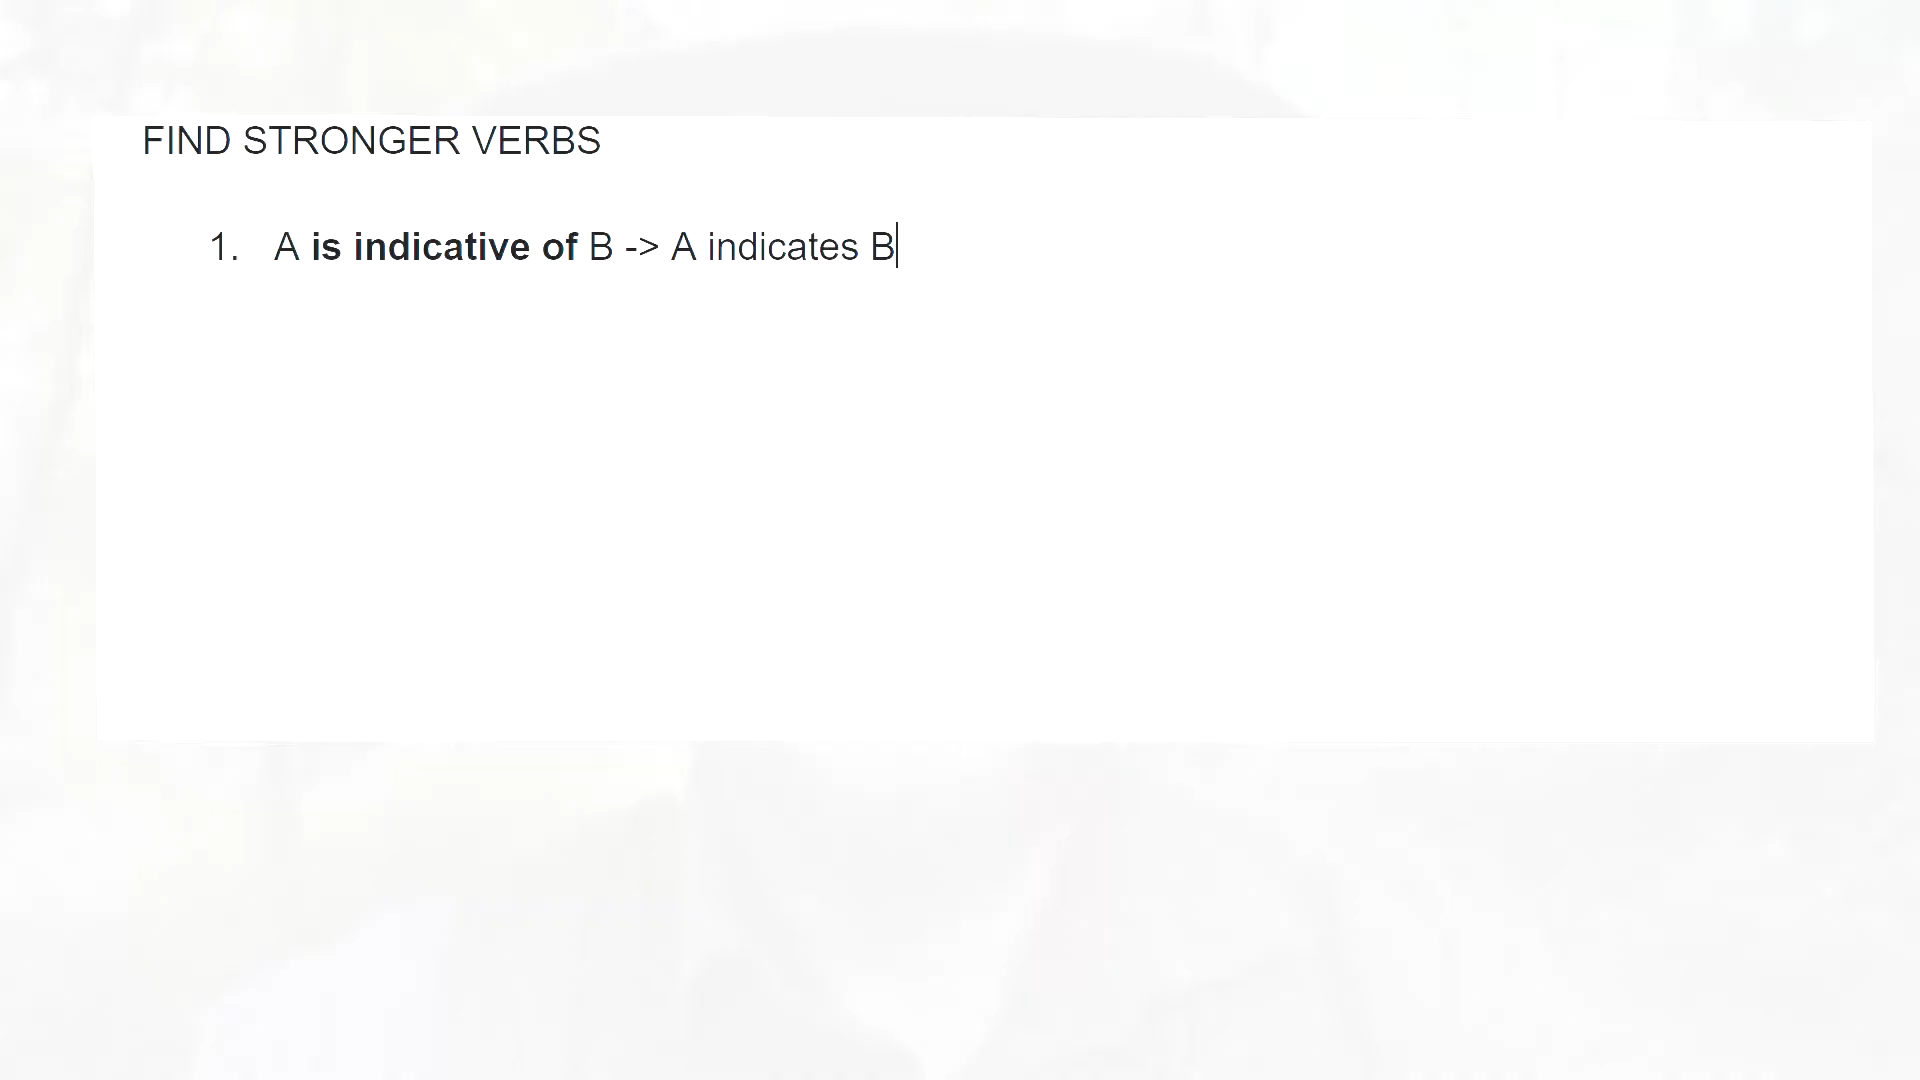 FIND STRONGER VERBS
1. A is indicative of B -> A indicates B